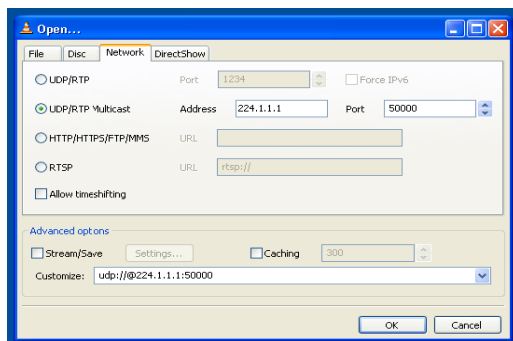 Open...
File Disc Network DirectShow
UDP/RTP Port 1234 Force IPv6
UDP/RTP Multicast Address 224.1.1.1 Port 50000
HTTP/HTTPS/FTP/MMS URL
RTSP URL rtsp://
Allow timeshifting
Advanced options
Stream/Save Settings... Caching 300
Customize: udp://@224.1.1.1:50000
OK Cancel